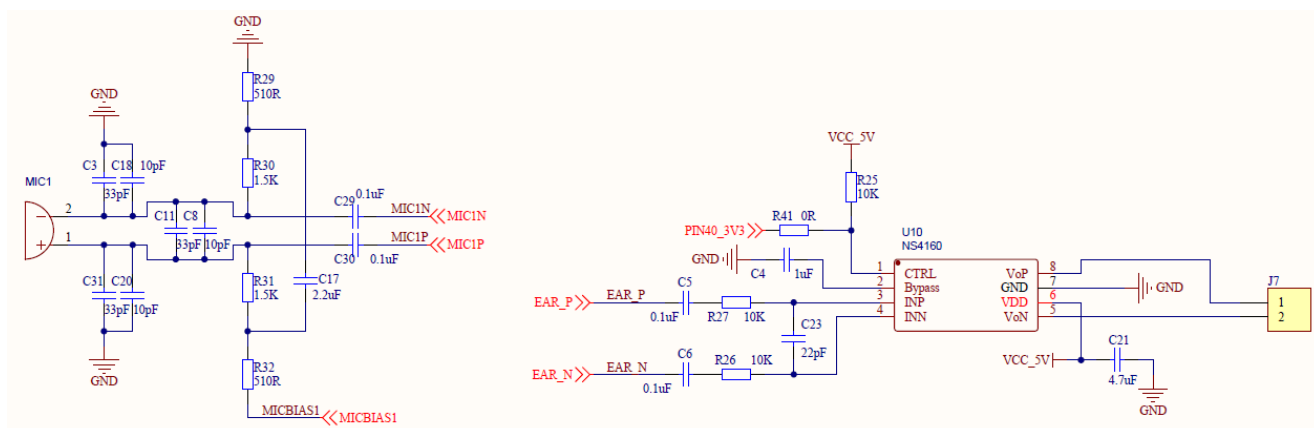 GND
R29
510R
GND
C3 C18 10pF
33pF
R30
1.5K
MIC1
2
1
C11 C8
33pF 10pF
C29 0.1uF
MIC1N MIC1N
MIC1P MIC1P
C30 0.1uF
C31 C20
33pF 10pF
R31
1.5K
C17
2.2uF
GND
R32
510R
MICBIAS1 MICBIAS1
VCC_5V
R25
10K
PIN40_3V3 R41 0R
GND C4 1uF
U10
NS4160
1 CTRL VoP 8
2 Bypass GND 7
3 INP VDD 6
4 INN VoN 5
GND
J7
1
2
EAR_P EAR_P C5
0.1uF R27 10K
C23
22pF
EAR_N EAR_N C6
0.1uF R26 10K
VCC_5V C21
4.7uF
GND